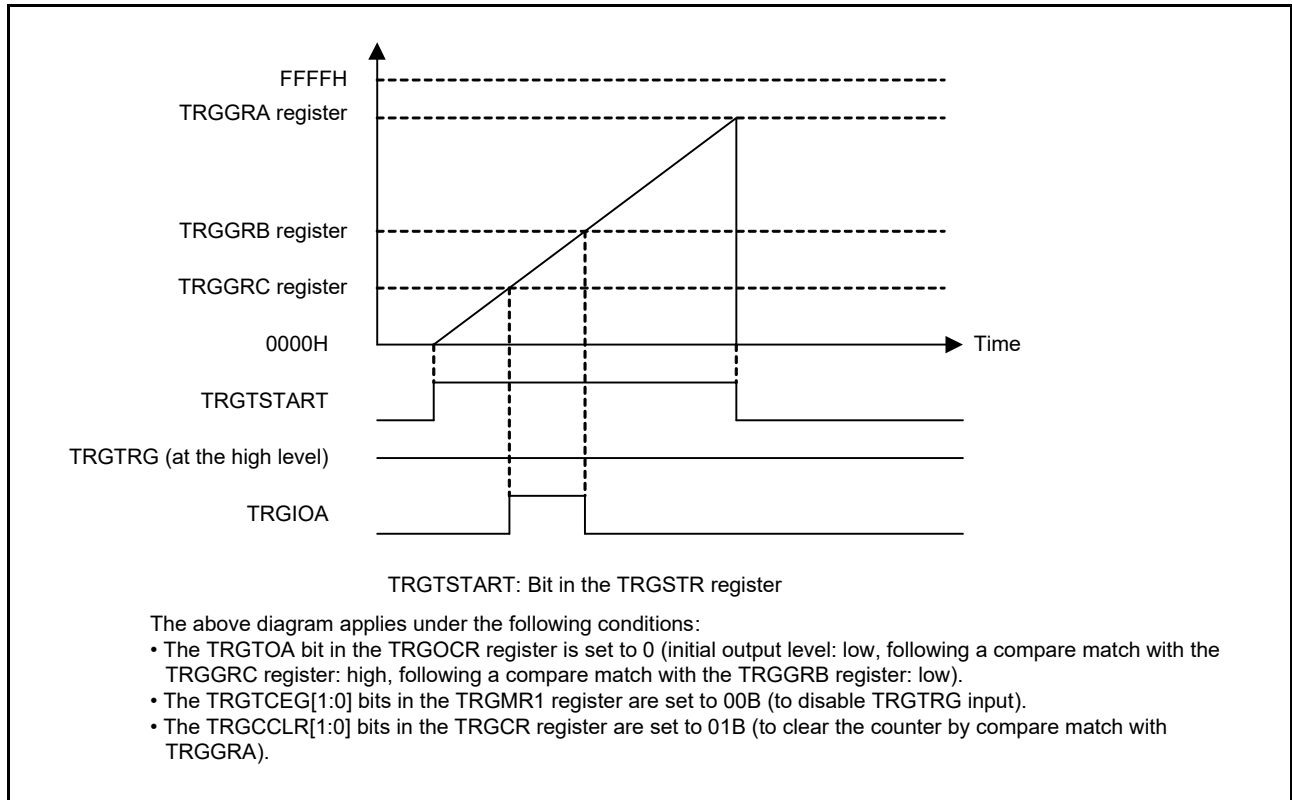 FFFFH
TRGGRA register
TRGGRB register
TRGGRC register
0000H
Time
TRGTSTART
TRGTRG (at the high level)
TRGIOA
TRGTSTART: Bit in the TRGSTR register
The above diagram applies under the following conditions:
• The TRGTOA bit in the TRGOCR register is set to 0 (initial output level: low, following a compare match with the
TRGGRC register: high, following a compare match with the TRGGRB register: low).
• The TRGTCEG[1:0] bits in the TRGMR1 register are set to 00B (to disable TRGTRG input).
• The TRGCCLR[1:0] bits in the TRGCR register are set to 01B (to clear the counter by compare match with
TRGGRA).